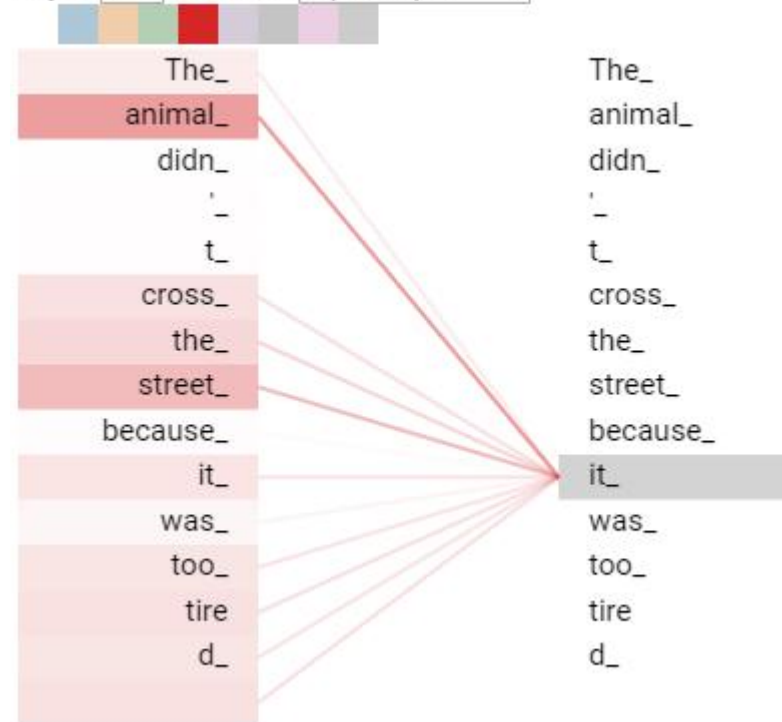 The_ The_
animal_ animal_
didn_ didn_
'_ '_
t_ t_
cross_ cross_
the_ the_
street_ street_
because_ because_
it_ it_
was_ was_
too_ too_
tire tire
d_ d_